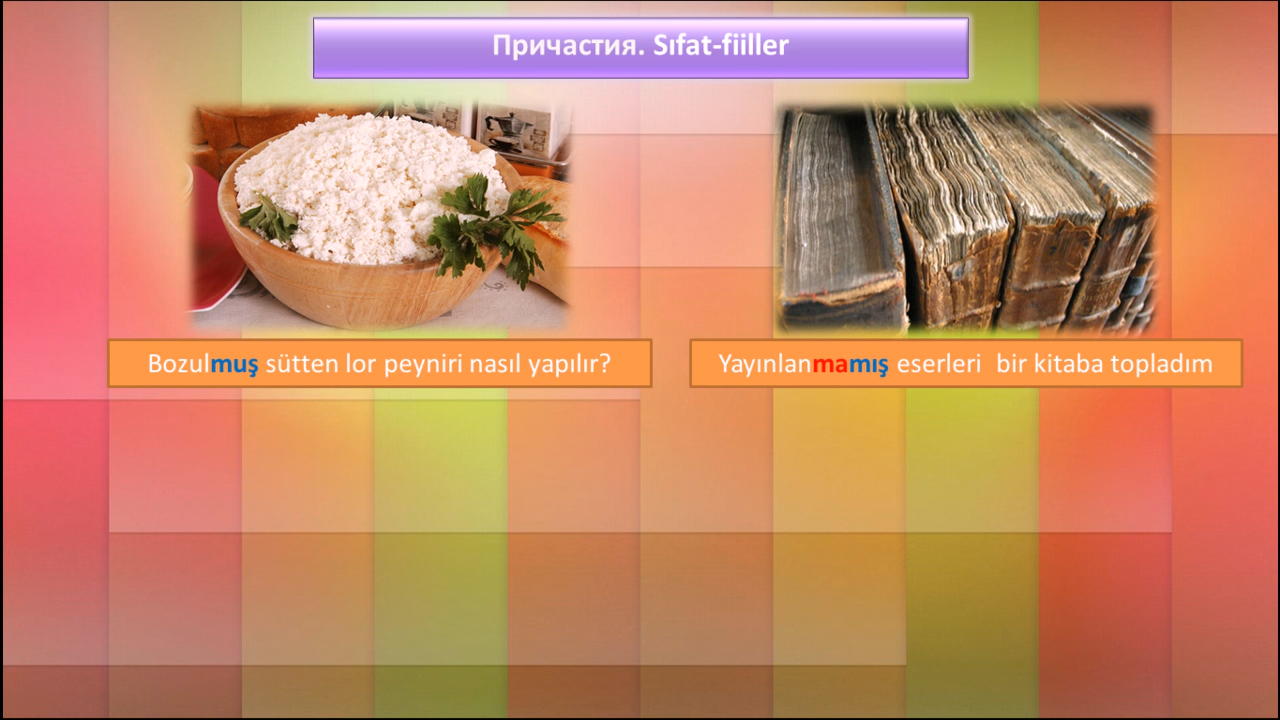 Причастия. Sıfat-fiiller
Bozulmuş sütten lor peyniri nasıl yapılır?
Yayınlanmamış eserleri  bir kitaba topladım